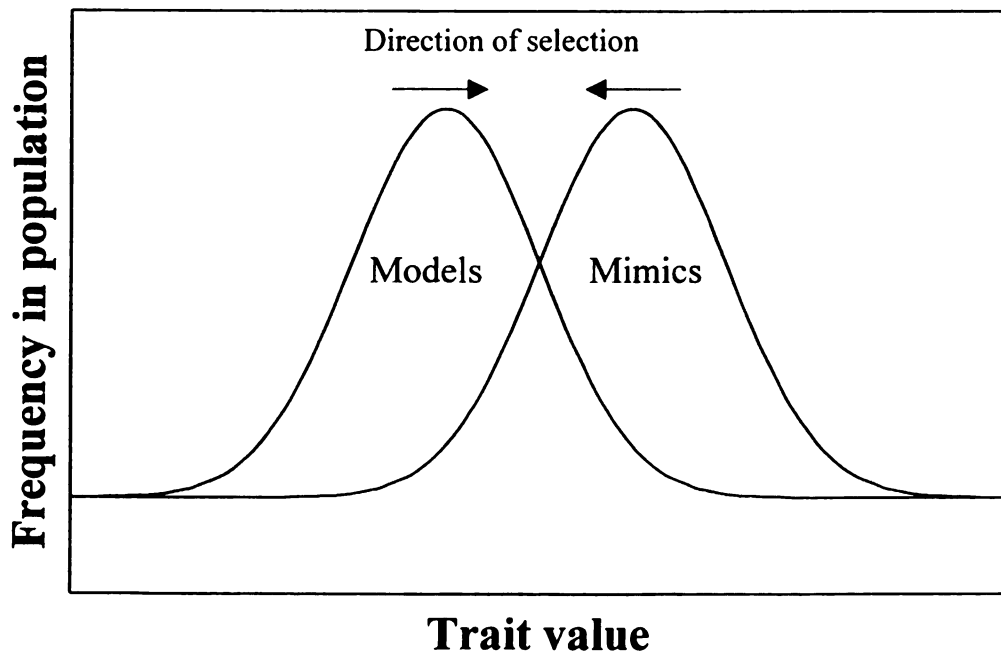 Direction of selection
Frequency in population
Models
Mimics
Trait value